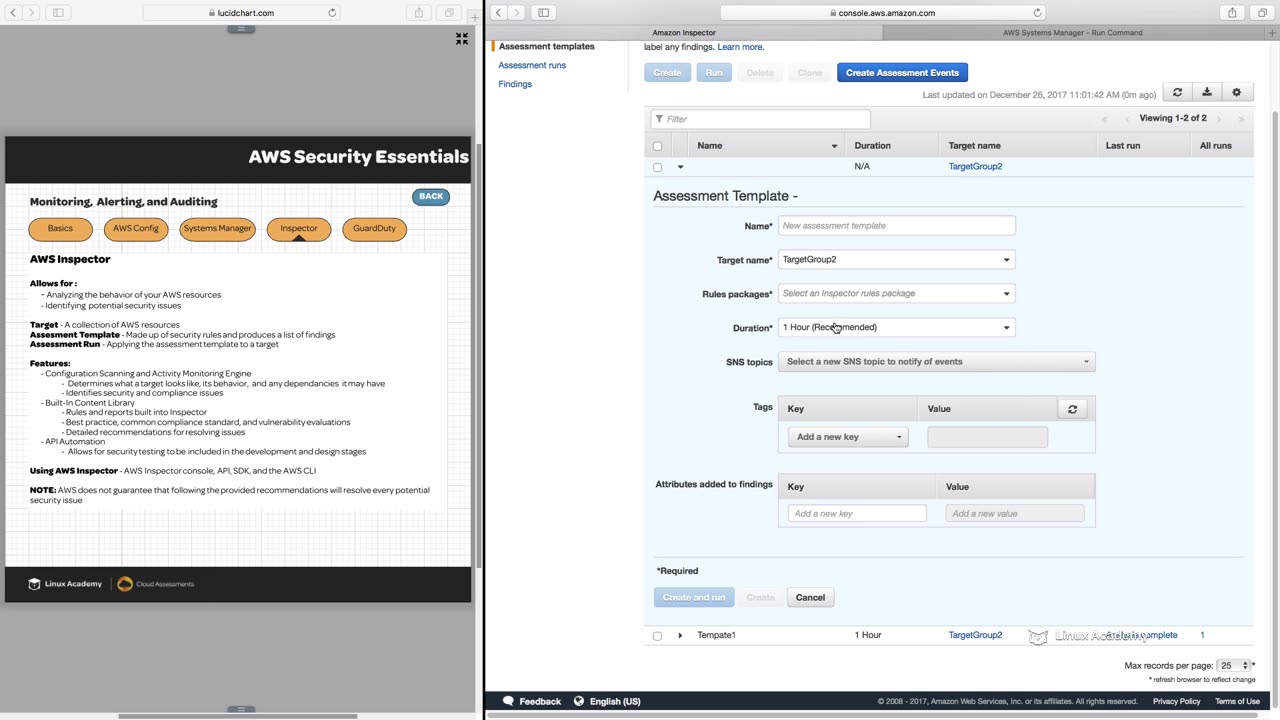 lucidchart.com
AWS Security Essentials
Monitoring, Alerting, and Auditing
BACK
Basics
AWS Config
Systems Manager
Inspector
GuardDuty
AWS Inspector
Allows for :
- Analyzing the behavior of your AWS resources
- Identifying potential security issues
Target - A collection of AWS resources
Assesment Template - Made up of security rules and produces a list of findings
Assessment Run - Applying the assessment template to a target
Features:
- Configuration Scanning and Activity Monitoring Engine
- Determines what a target looks like, its behavior, and any dependencies it may have
- Identifies security and compliance issues
- Built-In Content Library
- Rules and reports built into Inspector
- Best practice, common compliance standard, and vulnerability evaluations
- Detailed recommendations for resolving issues
- API Automation
- Allows for security testing to be included in the development and design stages
Using AWS Inspector - AWS Inspector console, API, SDK, and the AWS CLI
NOTE: AWS does not guarantee that following the provided recommendations will resolve every potential
security issue
Linux Academy
Cloud Assessments
console.aws.amazon.com
Amazon Inspector
AWS Systems Manager - Run Command
Assessment templates
Assessment runs
Findings
label any findings. Learn more.
Create
Run
Delete
Clone
Create Assessment Events
Last updated on December 26, 2017 11:01:42 AM (0m ago)
Filter
Viewing 1-2 of 2
Name
Duration
Target name
Last run
All runs
N/A
TargetGroup2
Assessment Template -
Name*
New assessment template
Target name*
TargetGroup2
Rules packages*
Select an Inspector rules package
Duration*
1 Hour (Recommended)
SNS topics
Select a new SNS topic to notify of events
Tags
Key
Value
Add a new key
Attributes added to findings
Key
Value
Add a new key
Add a new value
*Required
Create and run
Create
Cancel
Tempate1
1 Hour
TargetGroup2
1
Linux Academy
Max records per page:
25
*
* refresh browser to reflect change
Feedback
English (US)
© 2008 - 2017, Amazon Web Services, Inc. or its affiliates. All rights reserved.
Privacy Policy
Terms of Use